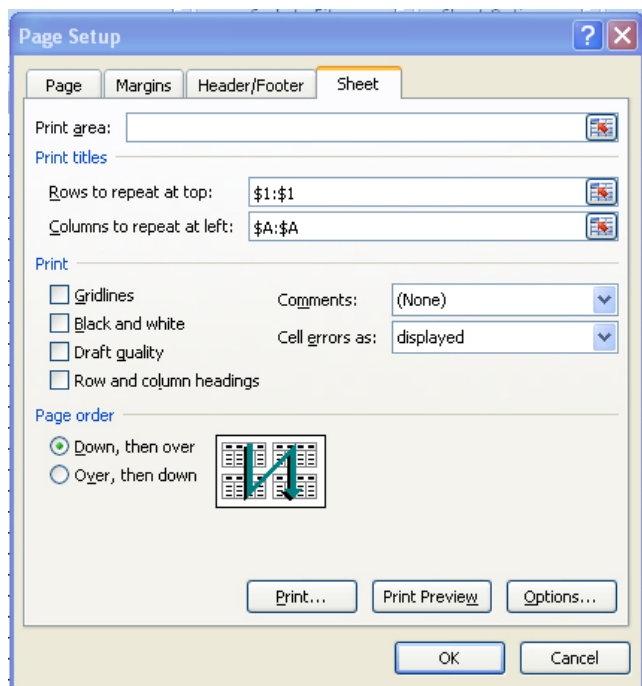 Page Setup
Page Margins Header/Footer Sheet
Print area:
Print titles
Rows to repeat at top: $1:$1
Columns to repeat at left: $A:$A
Print
Gridlines Comments: (None)
Black and white Cell errors as: displayed
Draft quality
Row and column headings
Page order
Down, then over
Over, then down
Print... Print Preview Options...
OK Cancel